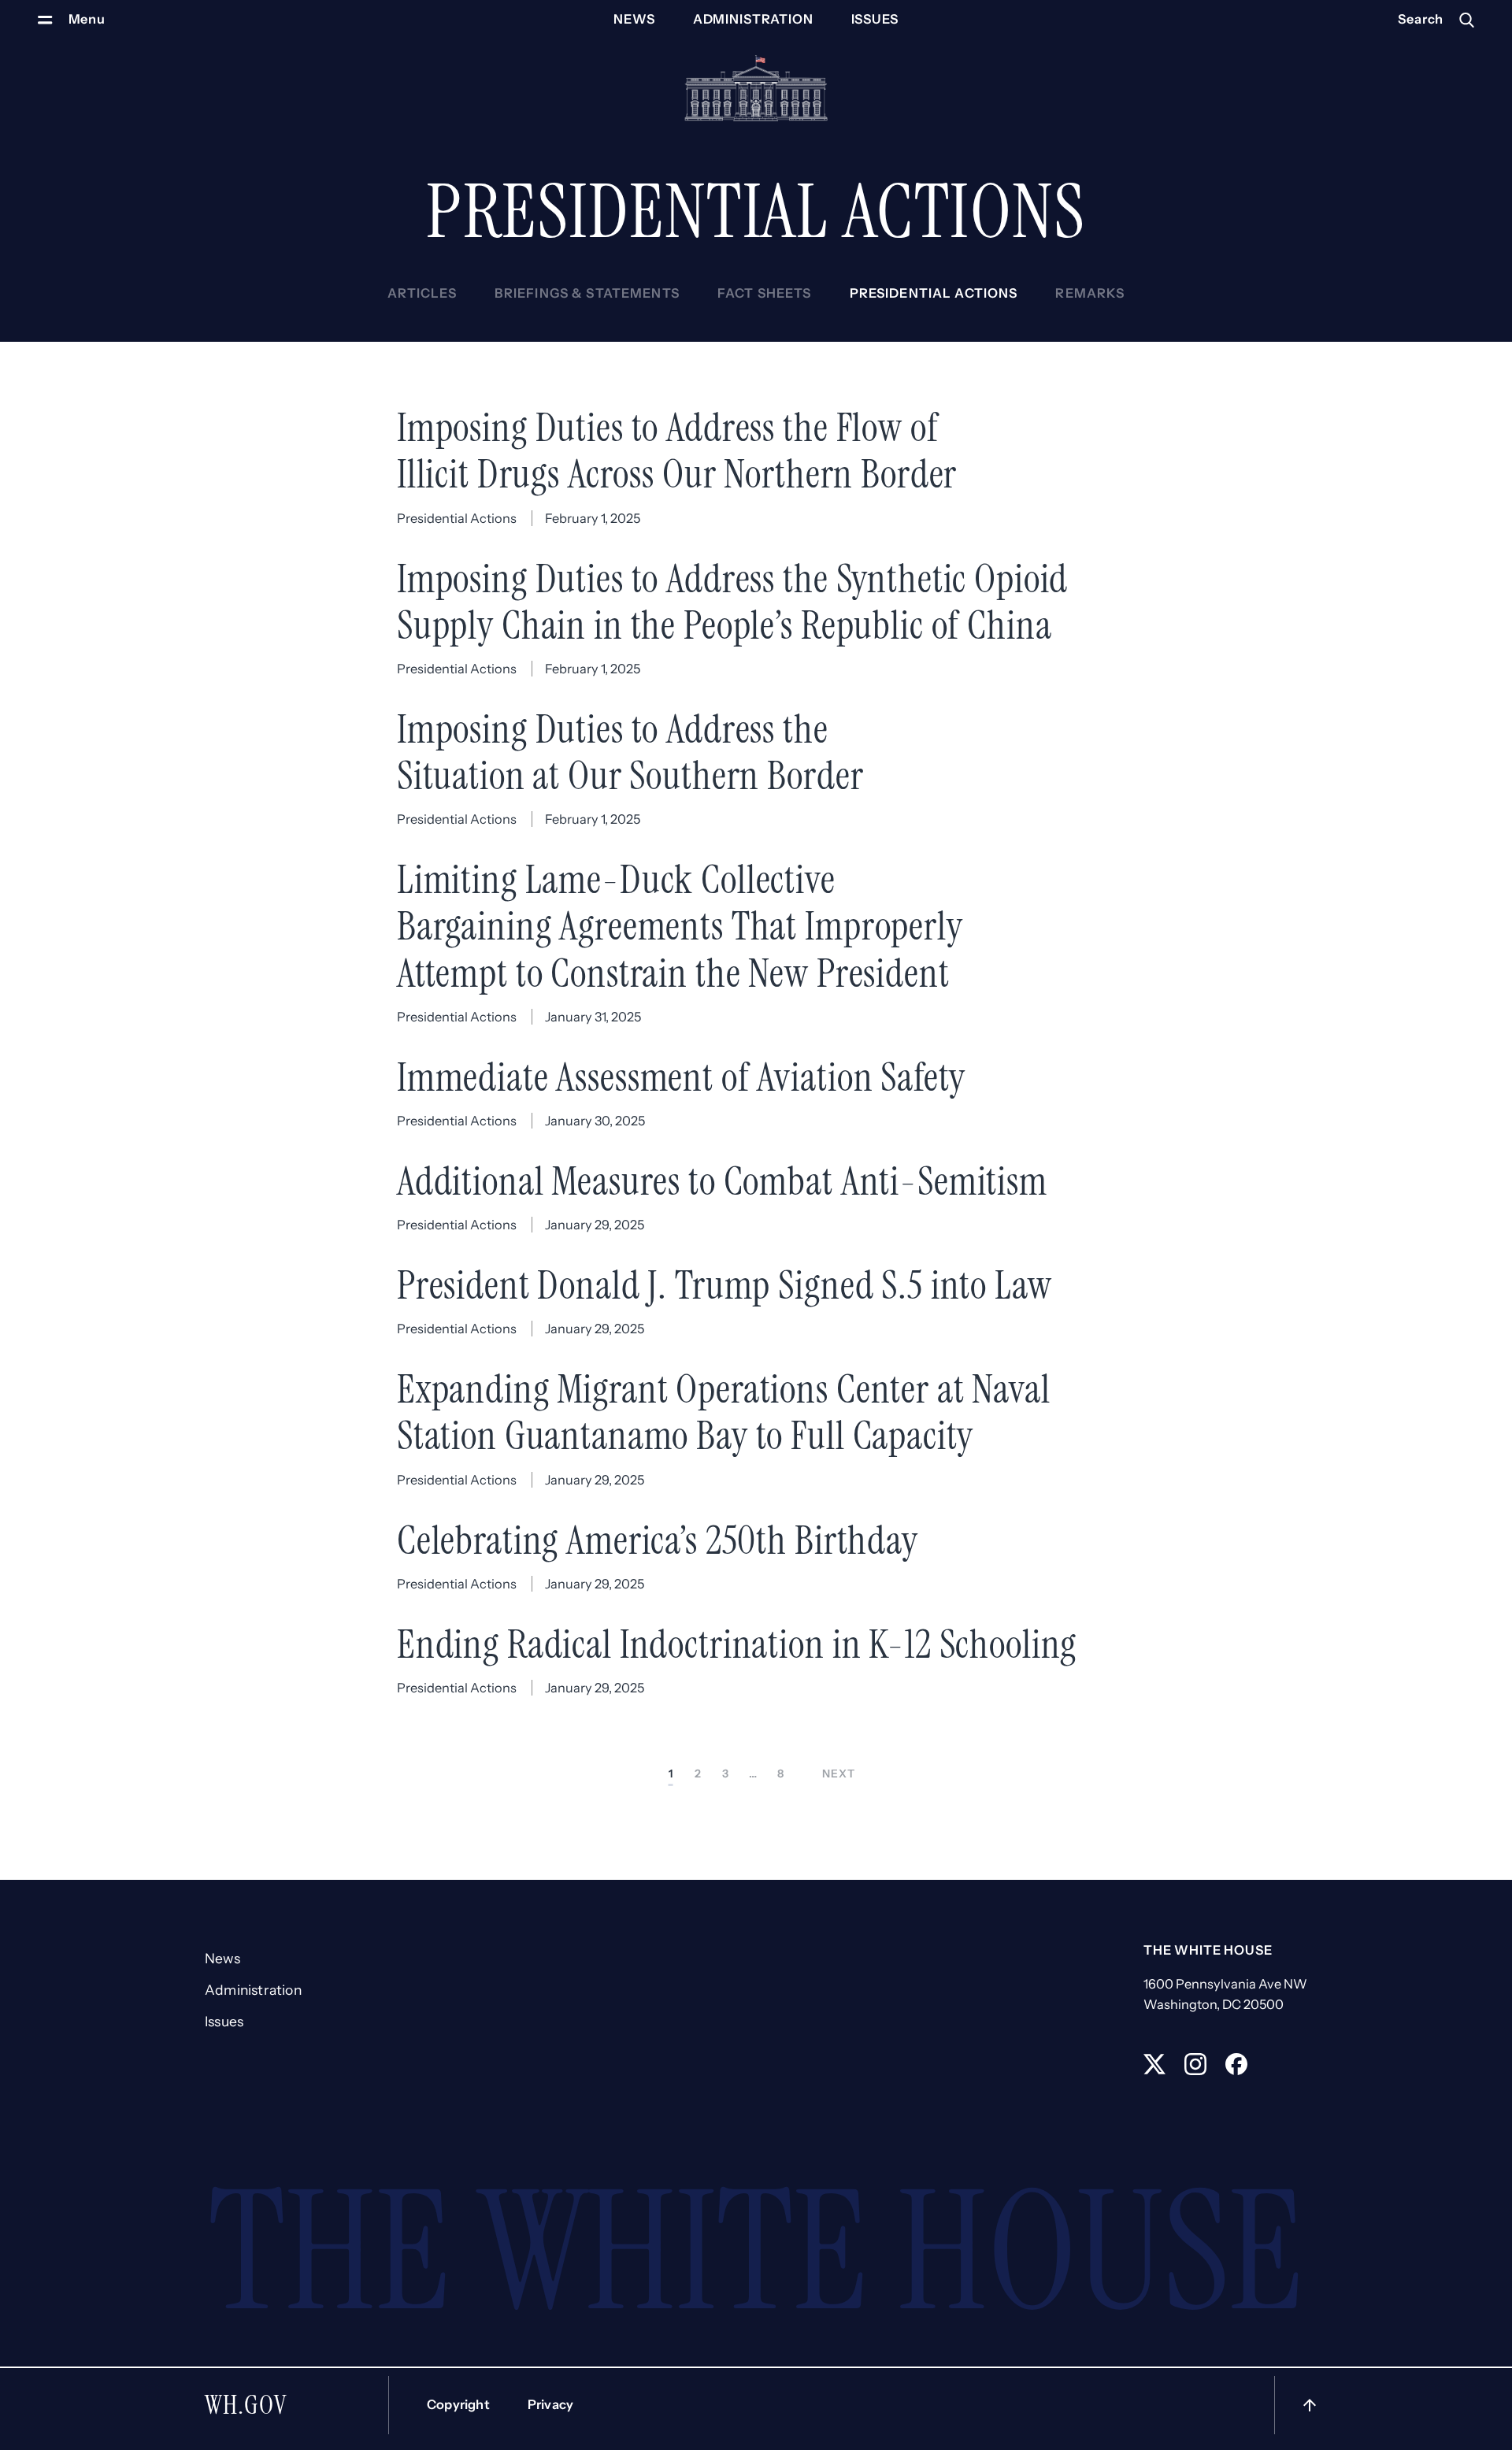 Menu
NEWS ADMINISTRATION ISSUES
Search
PRESIDENTIAL ACTIONS
ARTICLES BRIEFINGS & STATEMENTS FACT SHEETS PRESIDENTIAL ACTIONS REMARKS
Imposing Duties to Address the Flow of
Illicit Drugs Across Our Northern Border
Presidential Actions February 1, 2025
Imposing Duties to Address the Synthetic Opioid
Supply Chain in the People’s Republic of China
Presidential Actions February 1, 2025
Imposing Duties to Address the
Situation at Our Southern Border
Presidential Actions February 1, 2025
Limiting Lame-Duck Collective
Bargaining Agreements That Improperly
Attempt to Constrain the New President
Presidential Actions January 31, 2025
Immediate Assessment of Aviation Safety
Presidential Actions January 30, 2025
Additional Measures to Combat Anti-Semitism
Presidential Actions January 29, 2025
President Donald J. Trump Signed S.5 into Law
Presidential Actions January 29, 2025
Expanding Migrant Operations Center at Naval
Station Guantanamo Bay to Full Capacity
Presidential Actions January 29, 2025
Celebrating America’s 250th Birthday
Presidential Actions January 29, 2025
Ending Radical Indoctrination in K-12 Schooling
Presidential Actions January 29, 2025
1 2 3 … 8 NEXT
News
Administration
Issues
THE WHITE HOUSE
1600 Pennsylvania Ave NW
Washington, DC 20500
THE WHITE HOUSE
WH.GOV
Copyright Privacy